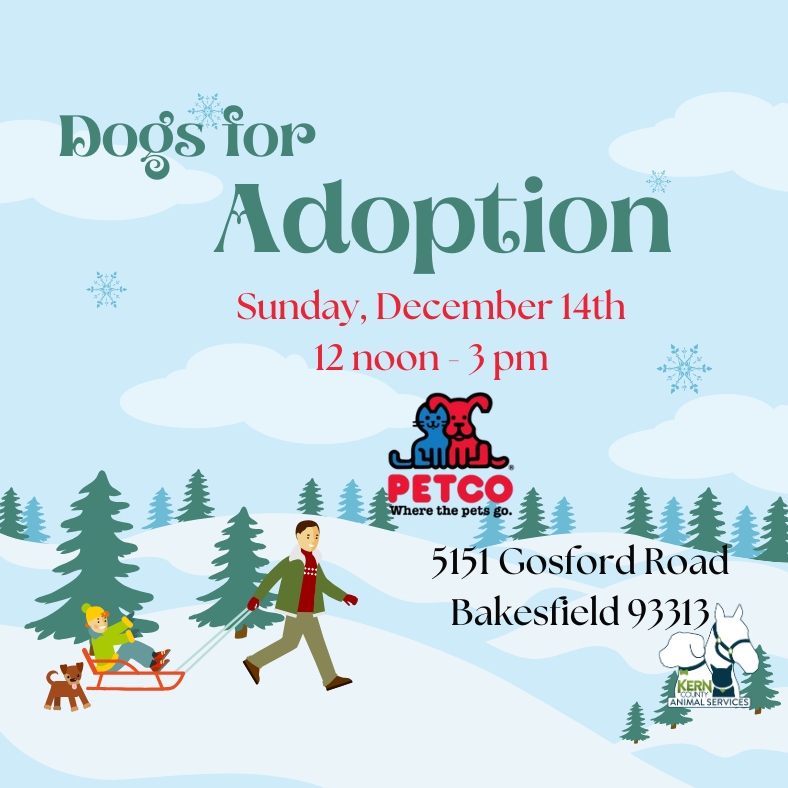 Dogs for
Adoption
Sunday, December 14th
12 noon - 3 pm
PETCO
Where the pets go.
5151 Gosford Road
Bakesfield 93313
KERN
COUNTY
ANIMAL SERVICES